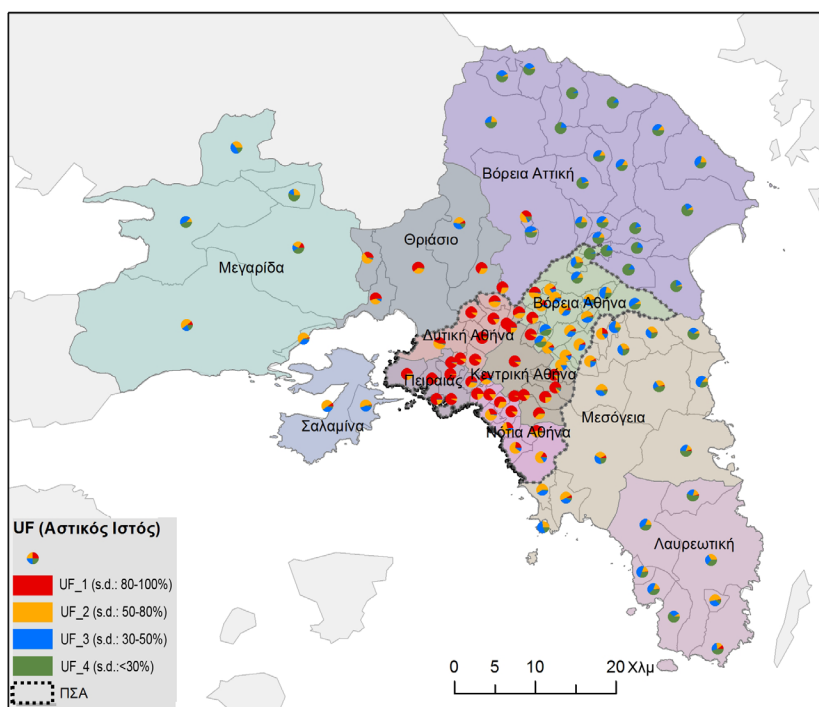 Βόρεια Αττική
Θριάσιο
Μεγαρίδα
Βόρεια Αθήνα
Δυτική Αθήνα
Κεντρική Αθήνα
Πειραιάς
Μεσόγεια
Σαλαμίνα
Νότια Αθήνα
Λαυρεωτική
UF (Αστικός Ιστός)
UF_1 (s.d.: 80-100%)
UF_2 (s.d.: 50-80%)
UF_3 (s.d.: 30-50%)
UF_4 (s.d.:<30%)
ΠΣΑ
0 5 10 20 Χλμ